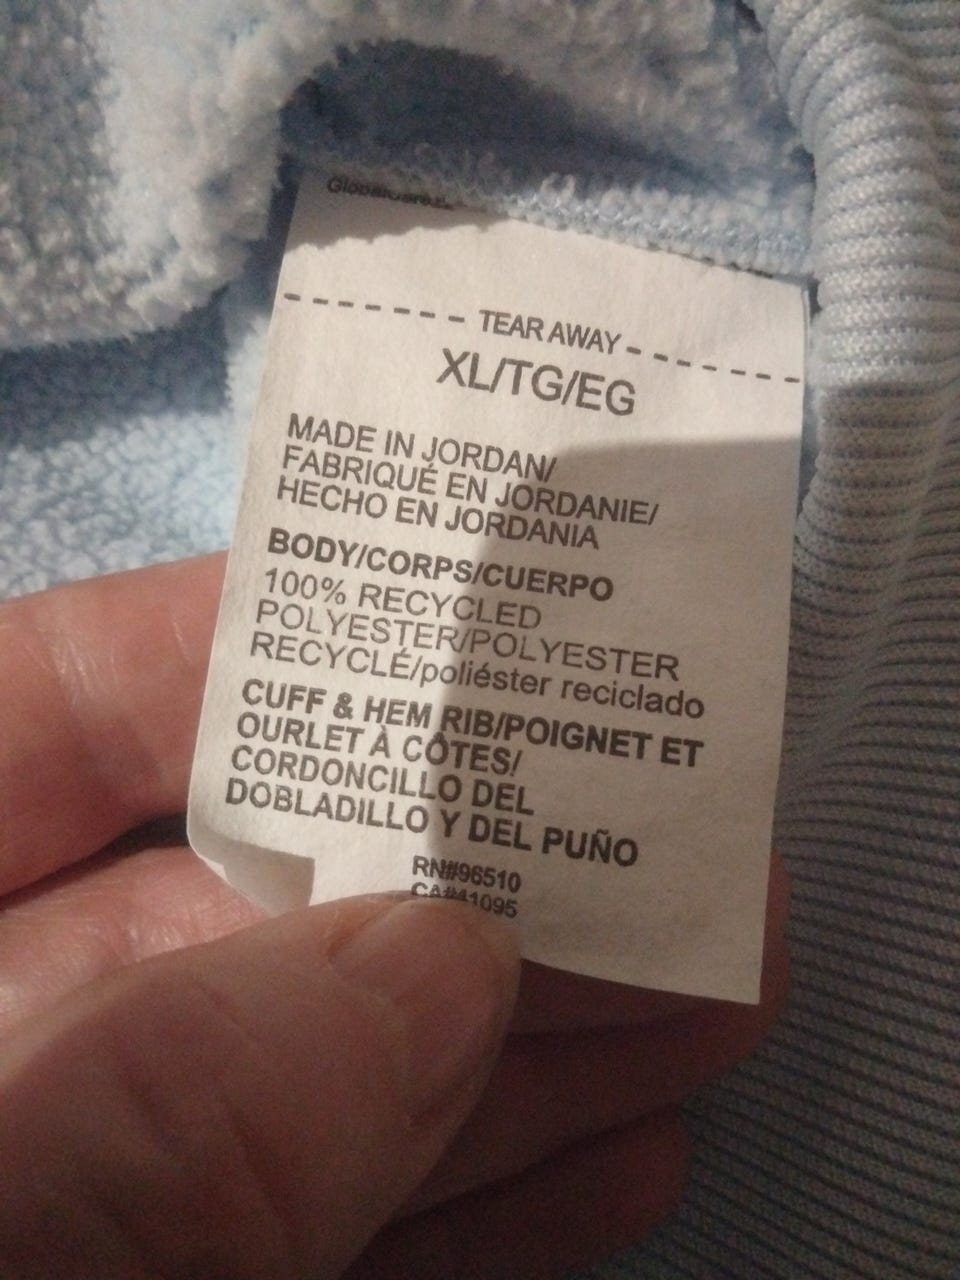 TEAR AWAY
XL/TG/EG
MADE IN JORDAN/
FABRIQUÉ EN JORDANIE/
HECHO EN JORDANIA
BODY/CORPS/CUERPO
100% RECYCLED
POLYESTER/POLYESTER
RECYCLÉ/poliéster reciclado
CUFF & HEM RIB/POIGNET ET
OURLET À CÔTES/
CORDONCILLO DEL
DOBLADILLO Y DEL PUÑO
RN#96510
CA#41095